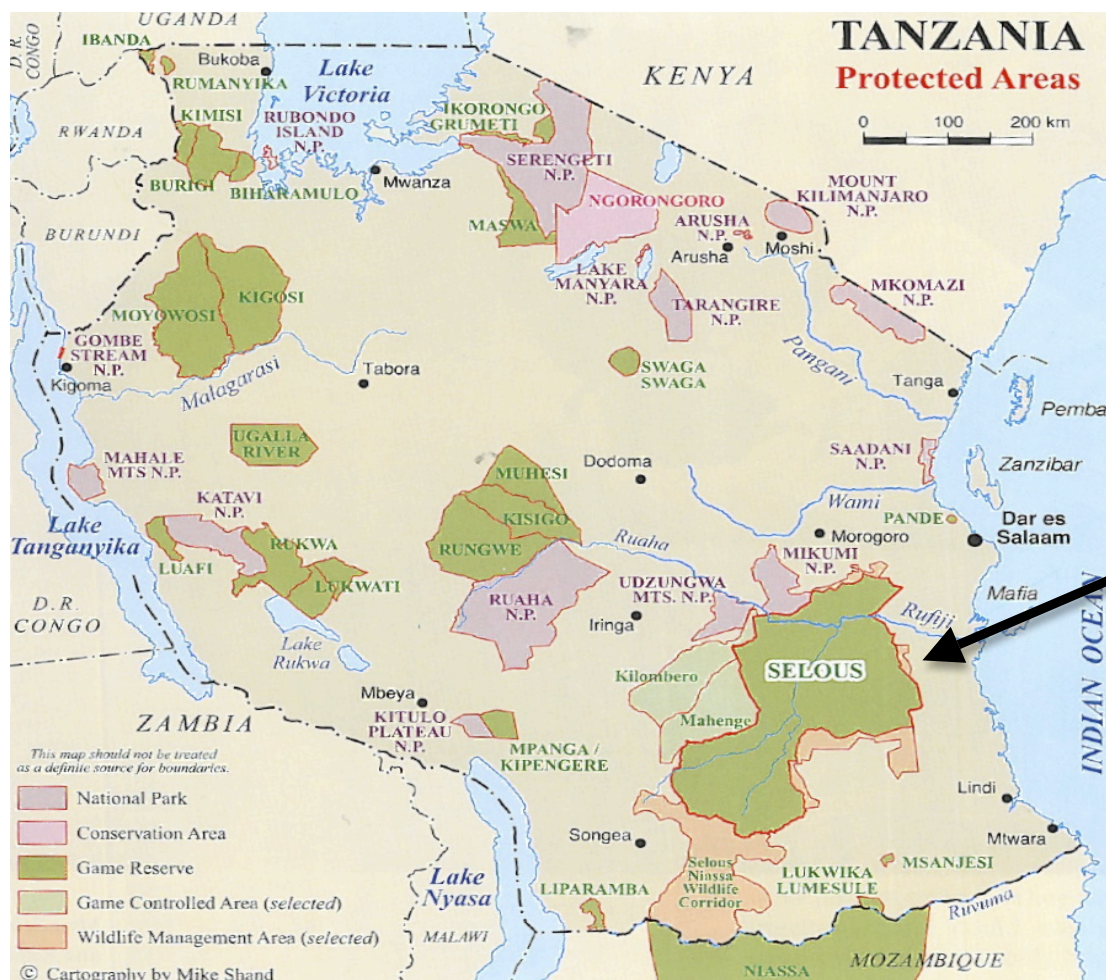 TANZANIA
Protected Areas
0
100
200 km
UGANDA
D.R.
CONGO
IBANDA
Bukoba
RUMANYIKA
Lake
Victoria
KENYA
KIMISI
RUBONDO
ISLAND
N.P.
IKORONGO
GRUMETI
RWANDA
SERENGETI
N.P.
BURIGI
BIHARAMULO
Mwanza
MOUNT
KILIMANJARO
N.P.
NGORONGORO
MASWA
ARUSHA
N.P.
Arusha
Moshi
BURUNDI
LAKE
MANYARA
N.P.
TARANGIRE
N.P.
MKOMAZI
N.P.
KIGOSI
MOYOWOSI
GOMBE
STREAM
N.P.
Kigoma
Malagarasi
Tabora
SWAGA
SWAGA
Pangani
Tanga
Pemba
UGALLA
RIVER
MAHALE
MTS N.P.
MUHESI
Dodoma
SAADANI
N.P.
Zanzibar
KATAVI
N.P.
Wami
Lake
Tanganyika
KISIGO
PANDE
Dar es
Salaam
RUKWA
RUNGWE
Ruaha
Morogoro
LUAFI
LUKWATI
MIKUMI
N.P.
UDZUNGWA
MTS. N.P.
RUAHA
N.P.
Mafia
D.R.
CONGO
Iringa
Rufiji
INDIAN OCEAN
Lake
Rukwa
SELOUS
Kilombero
Mbeya
Mahenge
ZAMBIA
KITULO
PLATEAU
N.P.
MPANGA /
KIPENGERE
This map should not be treated
as a definite source for boundaries.
National Park
Conservation Area
Game Reserve
Game Controlled Area (selected)
Wildlife Management Area (selected)
© Cartography by Mike Shand
Lindi
Mtwara
Songea
Selous
Niassa
Wildlife
Corridor
MSANJESI
LUKWIKA
LUMESULE
Lake
Nyasa
LIPARAMBA
Ruvuma
MALAWI
MOZAMBIQUE
NIASSA